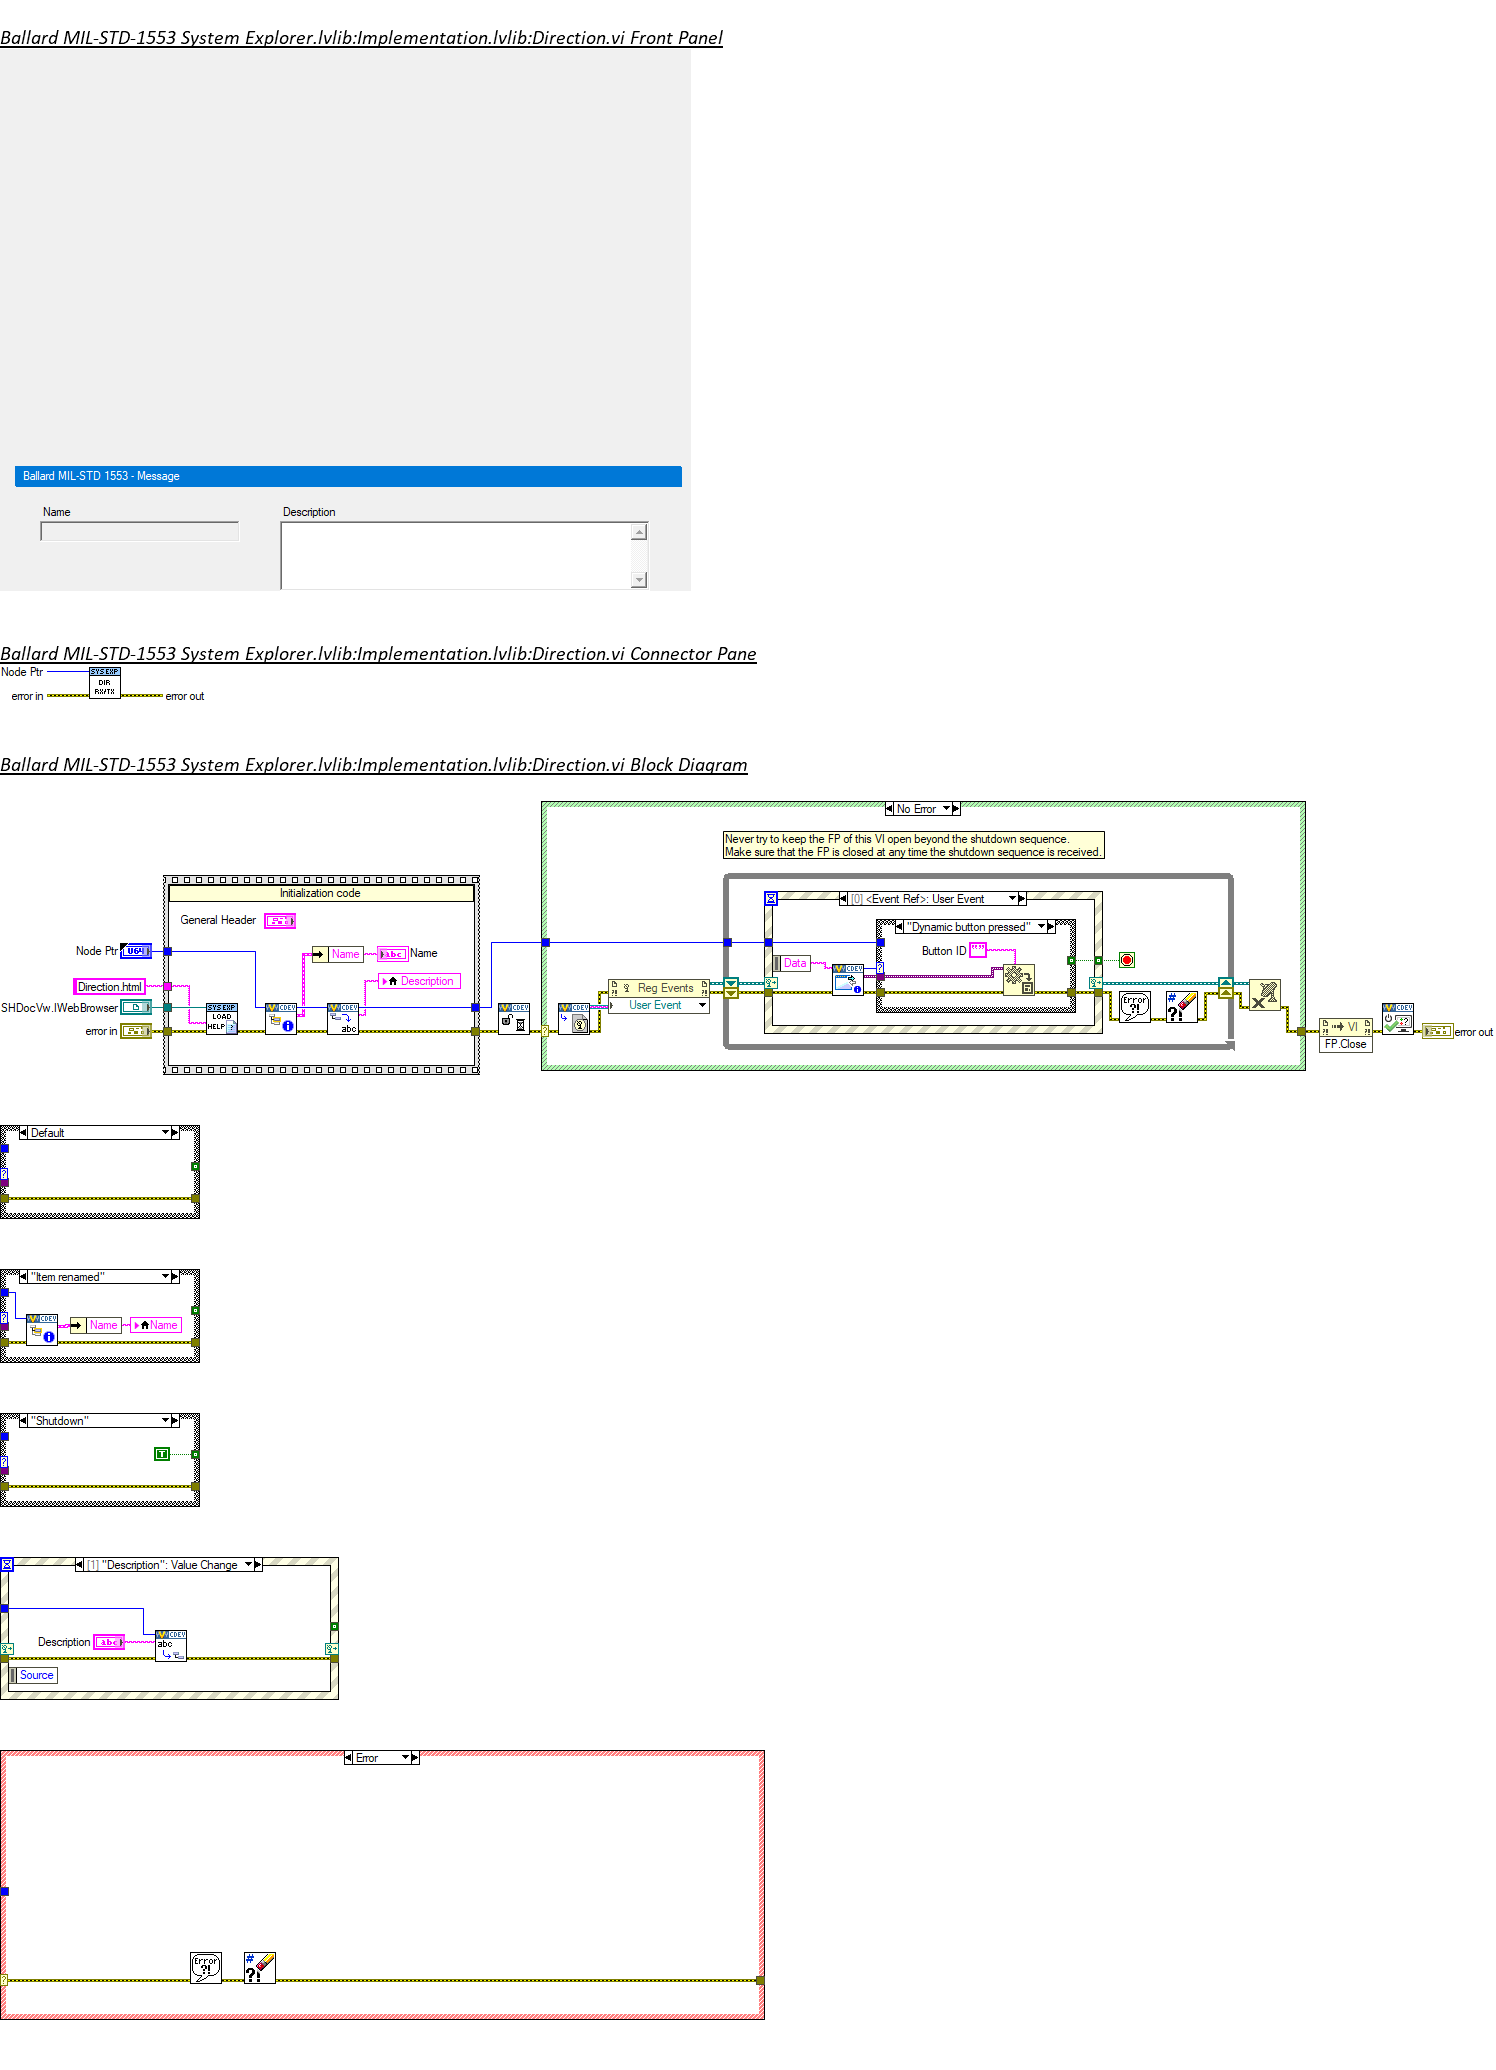 Ballard MIL-STD-1553 System Explorer.lvlib:Implementation.lvlib:Direction.vi Front Panel
Ballard MIL-STD 1553 - Message
Name
Description
Ballard MIL-STD-1553 System Explorer.lvlib:Implementation.lvlib:Direction.vi Connector Pane
Node Ptr
SYS EXP
DIR
RX/TX
error in
error out
Ballard MIL-STD-1553 System Explorer.lvlib:Implementation.lvlib:Direction.vi Block Diagram
No Error
Never try to keep the FP of this VI open beyond the shutdown sequence.
Make sure that the FP is closed at any time the shutdown sequence is received.
Initialization code
General Header
Node Ptr
U64
Direction.html
SHDocVw.IWebBrowser
error in
SYS EXP
LOAD
HELP
CDEV
Name
abc
Name
Description
CDEV
abc
CDEV
CDEV
Reg Events
User Event
[0] <Event Ref>: User Event
Data
CDEV
"Dynamic button pressed"
Button ID
Error
?!
#
?!
VI
FP.Close
CDEV
error out
Default
"Item renamed"
CDEV
Name
Name
"Shutdown"
T
[1] "Description": Value Change
Description
abc
CDEV
abc
Source
Error
Error
?!
#
?!